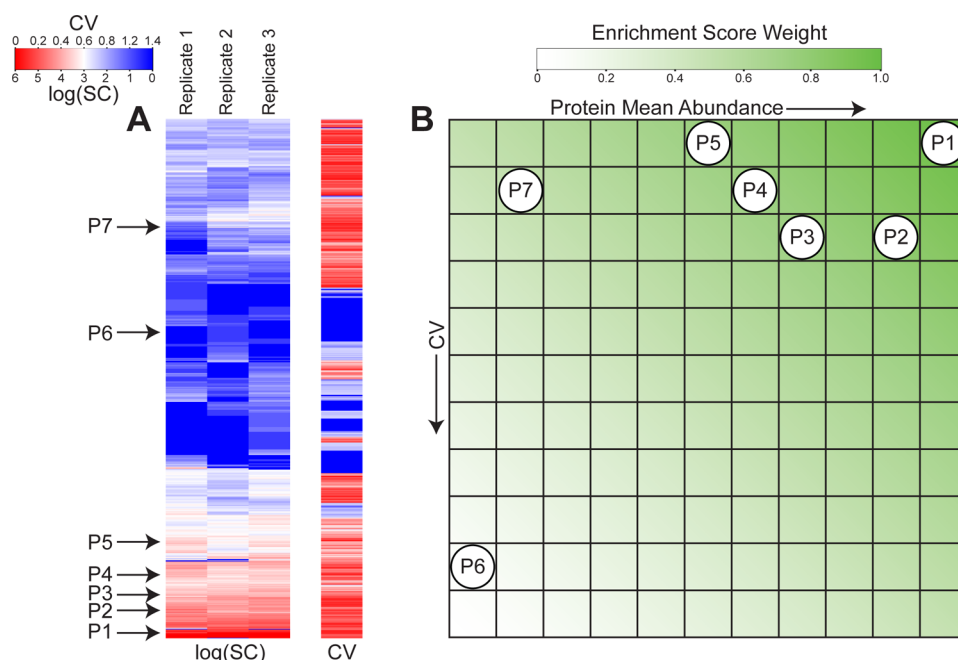 CV
0 0.2 0.4 0.6 0.8 1.2 1.4
6 5 4 3 2 1 0
log(SC)
Replicate 1
Replicate 2
Replicate 3
A
P7
P6
P5
P4
P3
P2
P1
log(SC)
CV
Enrichment Score Weight
0 0.2 0.4 0.6 0.8 1.0
Protein Mean Abundance
B
CV
P5
P1
P7
P4
P3
P2
P6